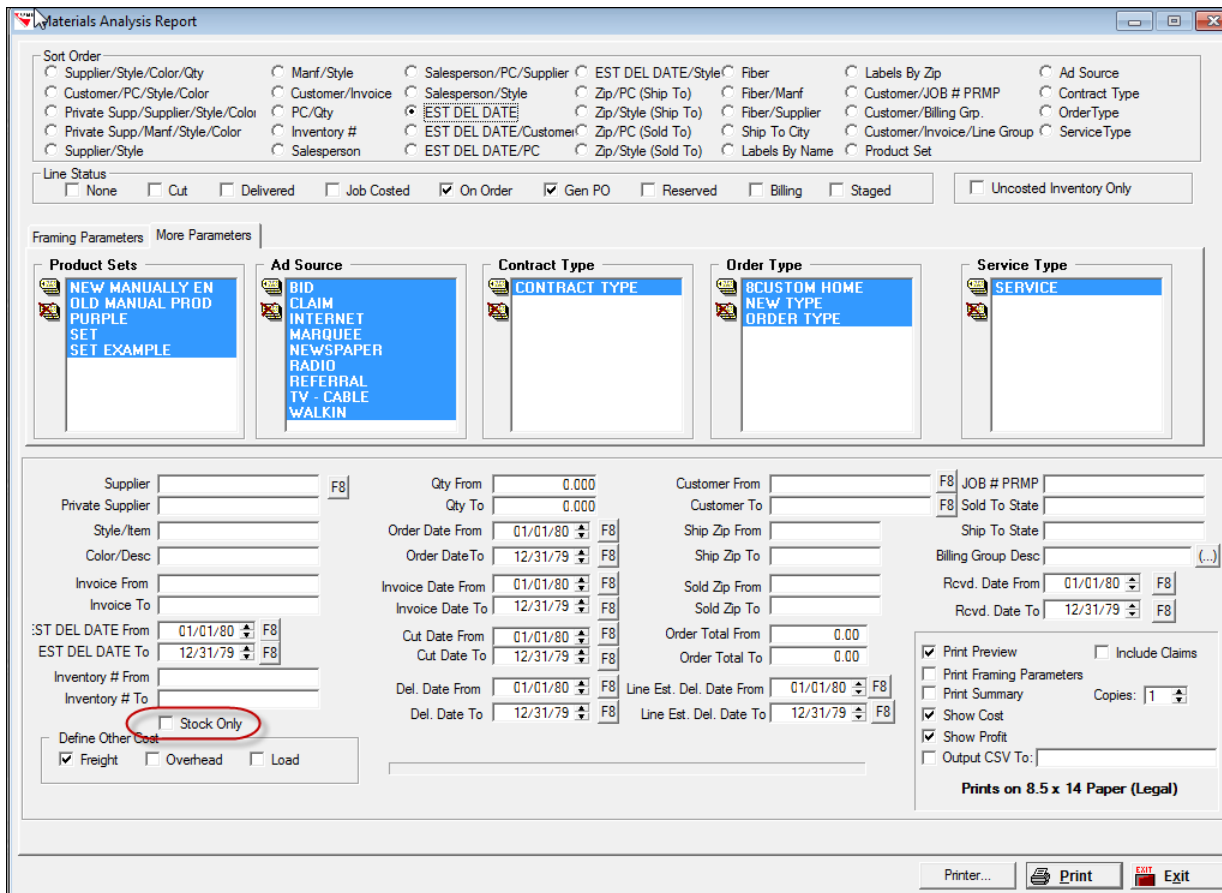 Materials Analysis Report
Sort Order
Supplier/Style/Color/Qty Manf/Style Salesperson/PC/Supplier EST DEL DATE/Style Fiber Labels By Zip Ad Source
Customer/PC/Style/Color Customer/Invoice Salesperson/Style Zip/PC (Ship To) Fiber/Manf Customer/JOB # PRMP Contract Type
Private Supp/Supplier/Style/Color PC/Qty EST DEL DATE Zip/Style (Ship To) Fiber/Supplier Customer/Billing Grp. OrderType
Private Supp/Manf/Style/Color Inventory # EST DEL DATE/Customer Zip/PC (Sold To) Ship To City Customer/Invoice/Line Group ServiceType
Supplier/Style Salesperson EST DEL DATE/PC Zip/Style (Sold To) Labels By Name Product Set
Line Status
None Cut Delivered Job Costed On Order Gen PO Reserved Billing Staged Uncosted Inventory Only
Framing Parameters More Parameters
Product Sets Ad Source Contract Type Order Type Service Type
NEW MANUALLY EN BID CONTRACT TYPE 8CUSTOM HOME SERVICE
OLD MANUAL PROD CLAIM NEW TYPE
PURPLE INTERNET ORDER TYPE
SET MARQUEE
SET EXAMPLE NEWSPAPER
RADIO
REFERRAL
TV - CABLE
WALKIN
Supplier F8 Qty From 0.000 Customer From F8 JOB # PRMP
Private Supplier Qty To 0.000 Customer To F8 Sold To State
Style/Item Order Date From 01/01/80 F8 Ship Zip From Ship To State
Color/Desc Order DateTo 12/31/79 F8 Ship Zip To Billing Group Desc (...)
Invoice From Invoice Date From 01/01/80 F8 Sold Zip From Rcvd. Date From 01/01/80 F8
Invoice To Invoice Date To 12/31/79 F8 Sold Zip To Rcvd. Date To 12/31/79 F8
EST DEL DATE From 01/01/80 F8 Cut Date From 01/01/80 F8 Order Total From 0.00
EST DEL DATE To 12/31/79 F8 Cut Date To 12/31/79 F8 Order Total To 0.00 Print Preview Include Claims
Inventory # From Del. Date From 01/01/80 F8 Line Est. Del. Date From 01/01/80 F8 Print Framing Parameters
Inventory # To Del. Date To 12/31/79 F8 Line Est. Del. Date To 12/31/79 F8 Print Summary Copies: 1
Stock Only Show Cost
Define Other Cost Show Profit
Freight Overhead Load Output CSV To:
Prints on 8.5 x 14 Paper (Legal)
Printer... Print EXIT Exit